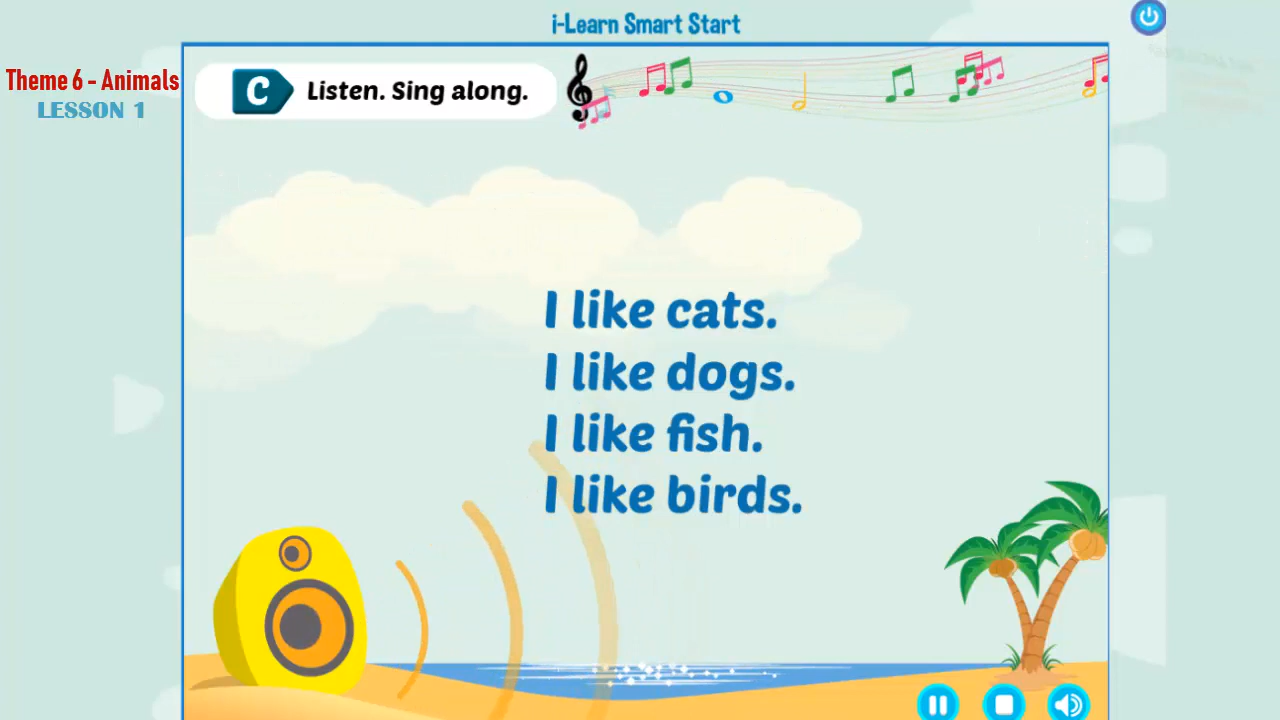 i-Learn Smart Start
Theme 6 - Animals
LESSON 1
C Listen. Sing along.
I like cats.
I like dogs.
I like fish.
I like birds.